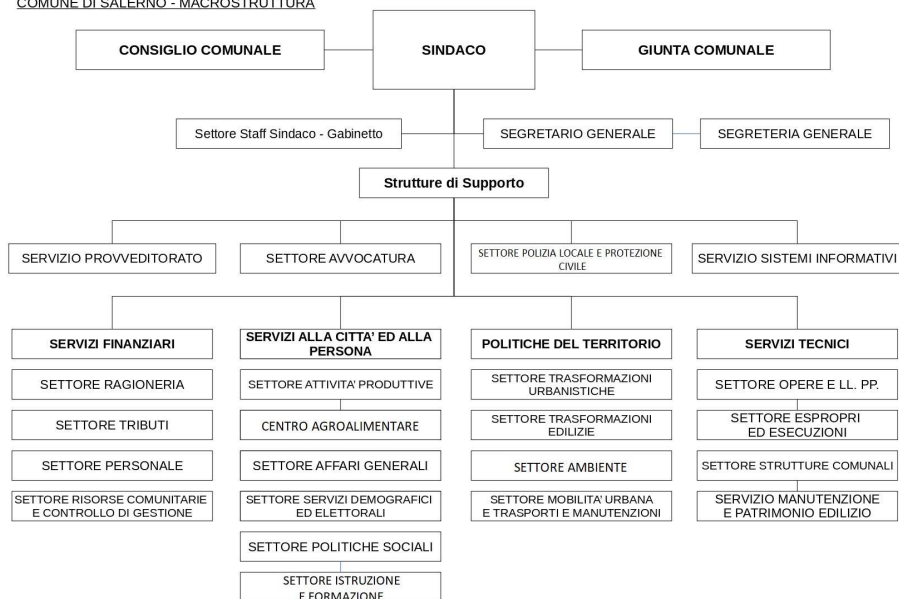 COMUNE DI SALERNO - MACROSTRUTTURA
CONSIGLIO COMUNALE
SINDACO
GIUNTA COMUNALE
Settore Staff Sindaco - Gabinetto
SEGRETARIO GENERALE
SEGRETERIA GENERALE
Strutture di Supporto
SERVIZIO PROVVEDITORATO
SETTORE AVVOCATURA
SETTORE POLIZIA LOCALE E PROTEZIONE
CIVILE
SERVIZIO SISTEMI INFORMATIVI
SERVIZI FINANZIARI
SETTORE RAGIONERIA
SETTORE TRIBUTI
SETTORE PERSONALE
SETTORE RISORSE COMUNITARIE
E CONTROLLO DI GESTIONE
SERVIZI ALLA CITTA' ED ALLA
PERSONA
SETTORE ATTIVITA' PRODUTTIVE
CENTRO AGROALIMENTARE
SETTORE AFFARI GENERALI
SETTORE SERVIZI DEMOGRAFICI
ED ELETTORALI
SETTORE POLITICHE SOCIALI
SETTORE ISTRUZIONE
E FORMAZIONE
POLITICHE DEL TERRITORIO
SETTORE TRASFORMAZIONI
URBANISTICHE
SETTORE TRASFORMAZIONI
EDILIZIE
SETTORE AMBIENTE
SETTORE MOBILITA' URBANA
E TRASPORTI E MANUTENZIONI
SERVIZI TECNICI
SETTORE OPERE E LL. PP.
SETTORE ESPROPRI
ED ESECUZIONI
SETTORE STRUTTURE COMUNALI
SERVIZIO MANUTENZIONE
E PATRIMONIO EDILIZIO